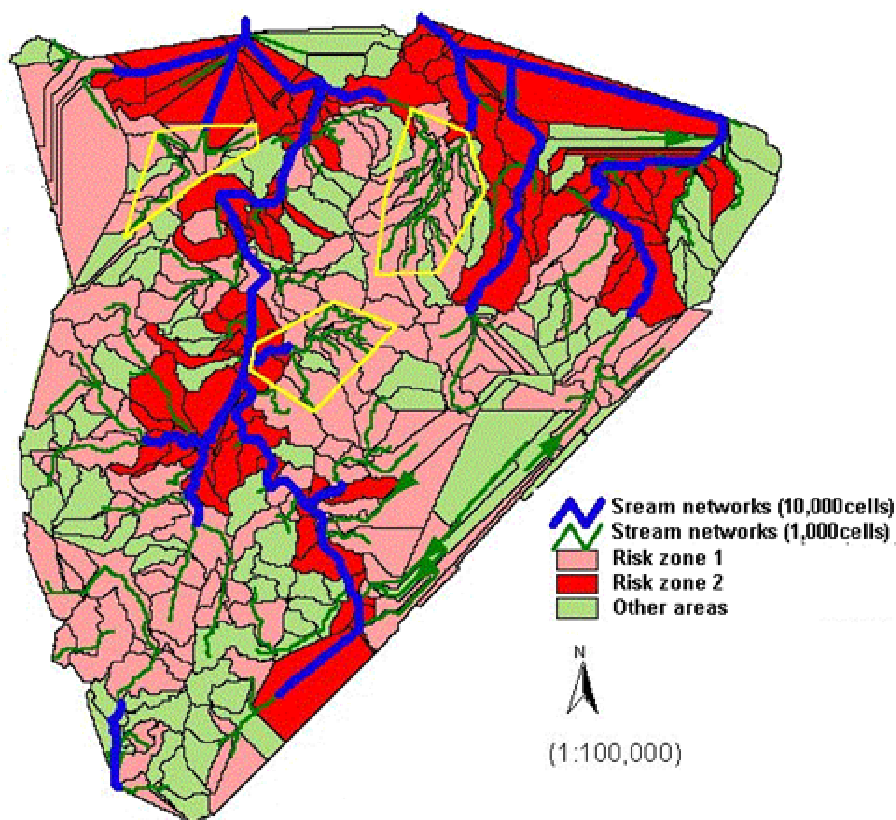 Sream networks (10,000cells)
Stream networks (1,000cells)
Risk zone 1
Risk zone 2
Other areas
N
(1:100,000)